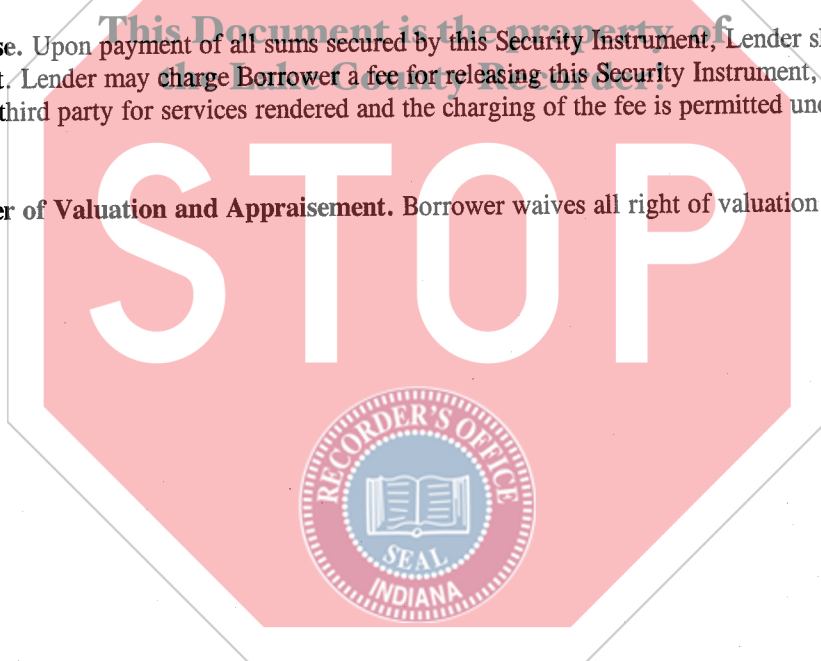 This Document is the property of
se. Upon payment of all sums secured by this Security Instrument, Lender
the Lake County Recorder!
t. Lender may charge Borrower a fee for releasing this Security Instrument,
third party for services rendered and the charging of the fee is permitted
er of Valuation and Appraisement. Borrower waives all right of valuation
STOP
RECORDER'S OFFICE
SEAL
INDIANA